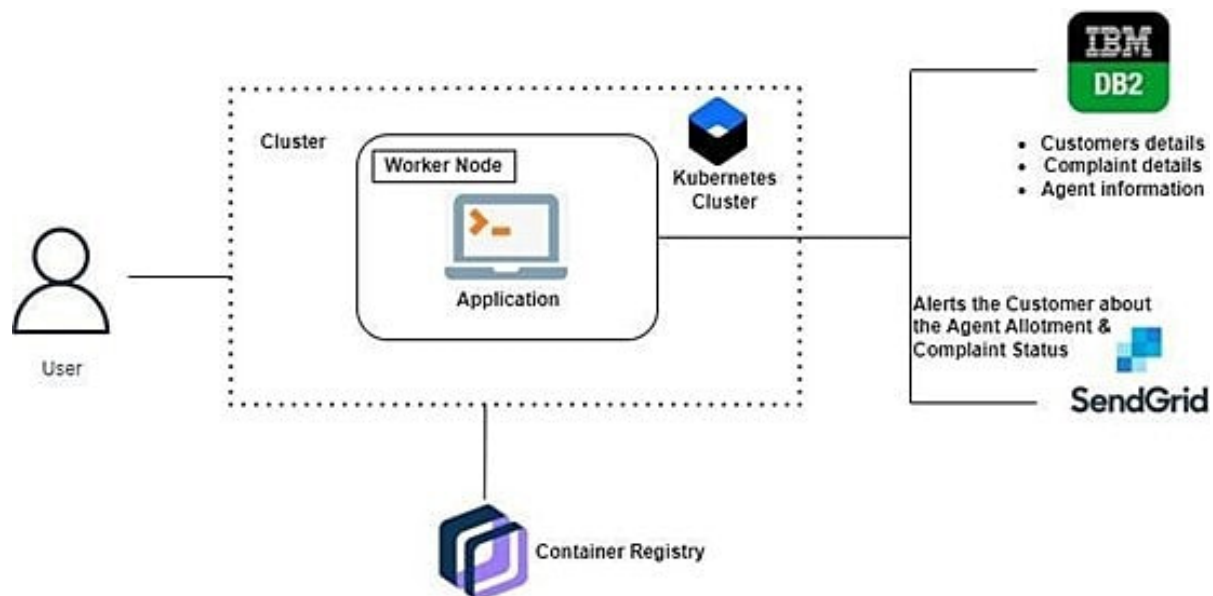 IBM
DB2
Cluster
Worker Node
Kubernetes
Cluster
Application
User
• Customers details
• Complaint details
• Agent information
Alerts the Customer about
the Agent Allotment &
Complaint Status
SendGrid
Container Registry